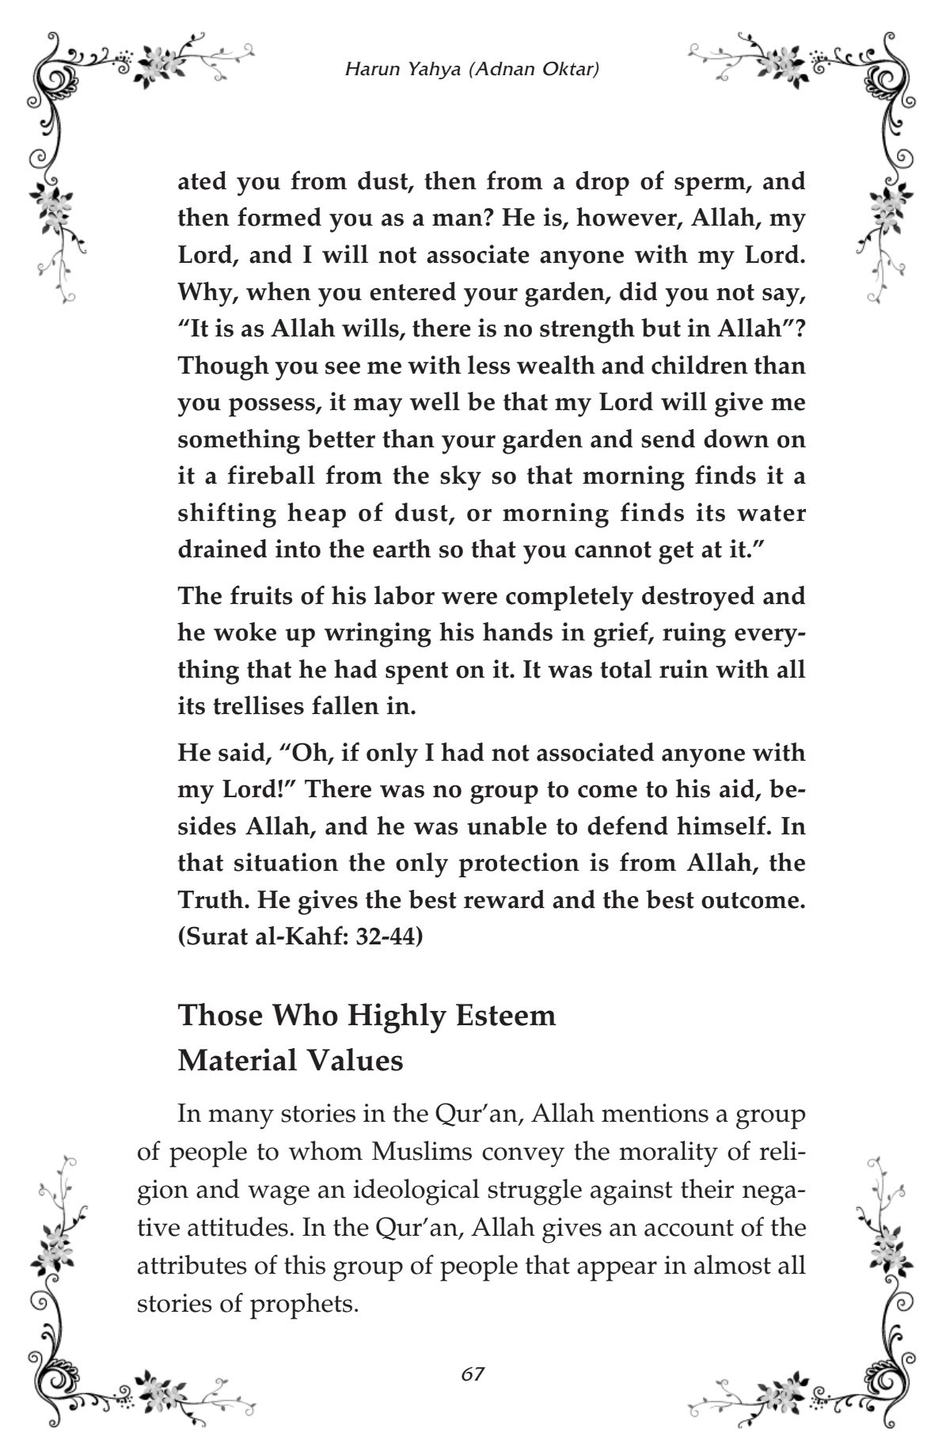 Harun Yahya (Adnan Oktar)
ated you from dust, then from a drop of sperm, and
then formed you as a man? He is, however, Allah, my
Lord, and I will not associate anyone with my Lord.
Why, when you entered your garden, did you not say,
“It is as Allah wills, there is no strength but in Allah”?
Though you see me with less wealth and children than
you possess, it may well be that my Lord will give me
something better than your garden and send down on
it a fireball from the sky so that morning finds it a
shifting heap of dust, or morning finds its water
drained into the earth so that you cannot get at it.”
The fruits of his labor were completely destroyed and
he woke up wringing his hands in grief, ruing every-
thing that he had spent on it. It was total ruin with all
its trellises fallen in.
He said, “Oh, if only I had not associated anyone with
my Lord!” There was no group to come to his aid, be-
sides Allah, and he was unable to defend himself. In
that situation the only protection is from Allah, the
Truth. He gives the best reward and the best outcome.
(Surat al-Kahf: 32-44)
Those Who Highly Esteem
Material Values
In many stories in the Qur’an, Allah mentions a group
of people to whom Muslims convey the morality of reli-
gion and wage an ideological struggle against their nega-
tive attitudes. In the Qur’an, Allah gives an account of the
attributes of this group of people that appear in almost all
stories of prophets.
67